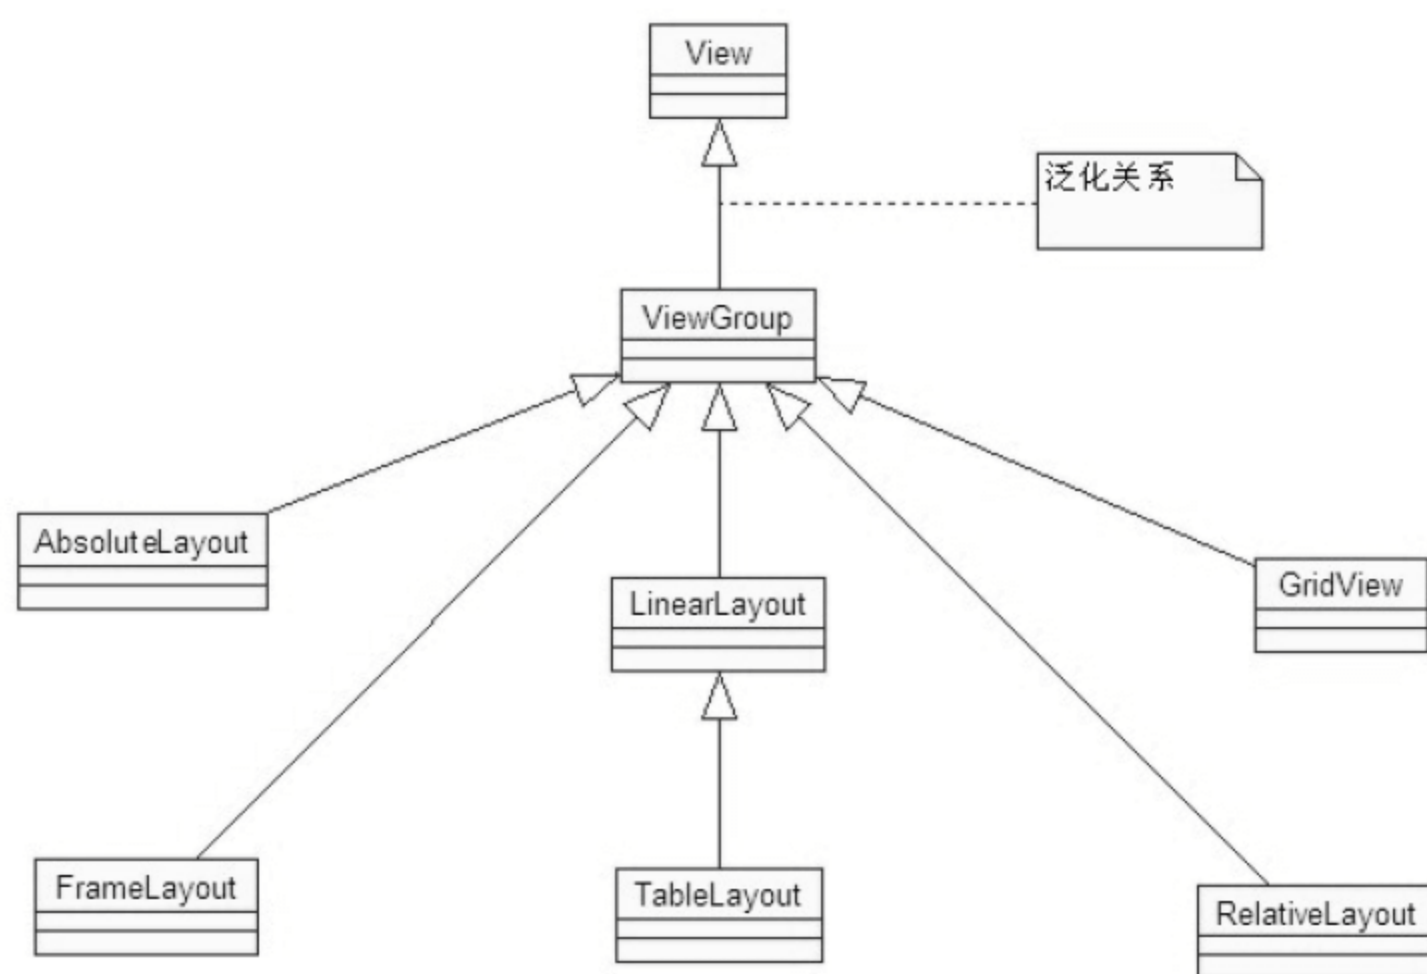 View
泛化关系
ViewGroup
AbsoluteLayout
LinearLayout
GridView
FrameLayout
TableLayout
RelativeLayout